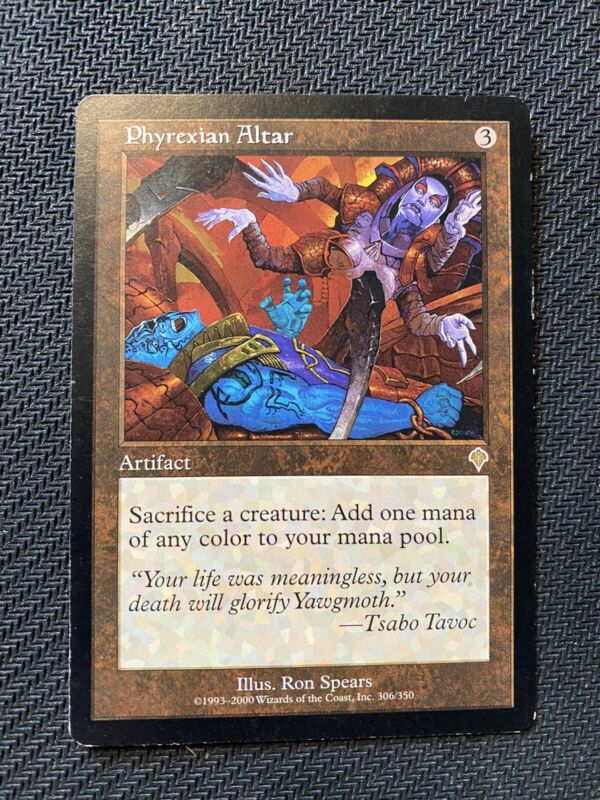 Phyrexian Altar 3
Artifact
Sacrifice a creature: Add one mana
of any color to your mana pool.
“Your life was meaningless, but your
death will glorify Yawgmoth.”
—Tsabo Tavoc
Illus. Ron Spears
©1993–2000 Wizards of the Coast, Inc. 306/350